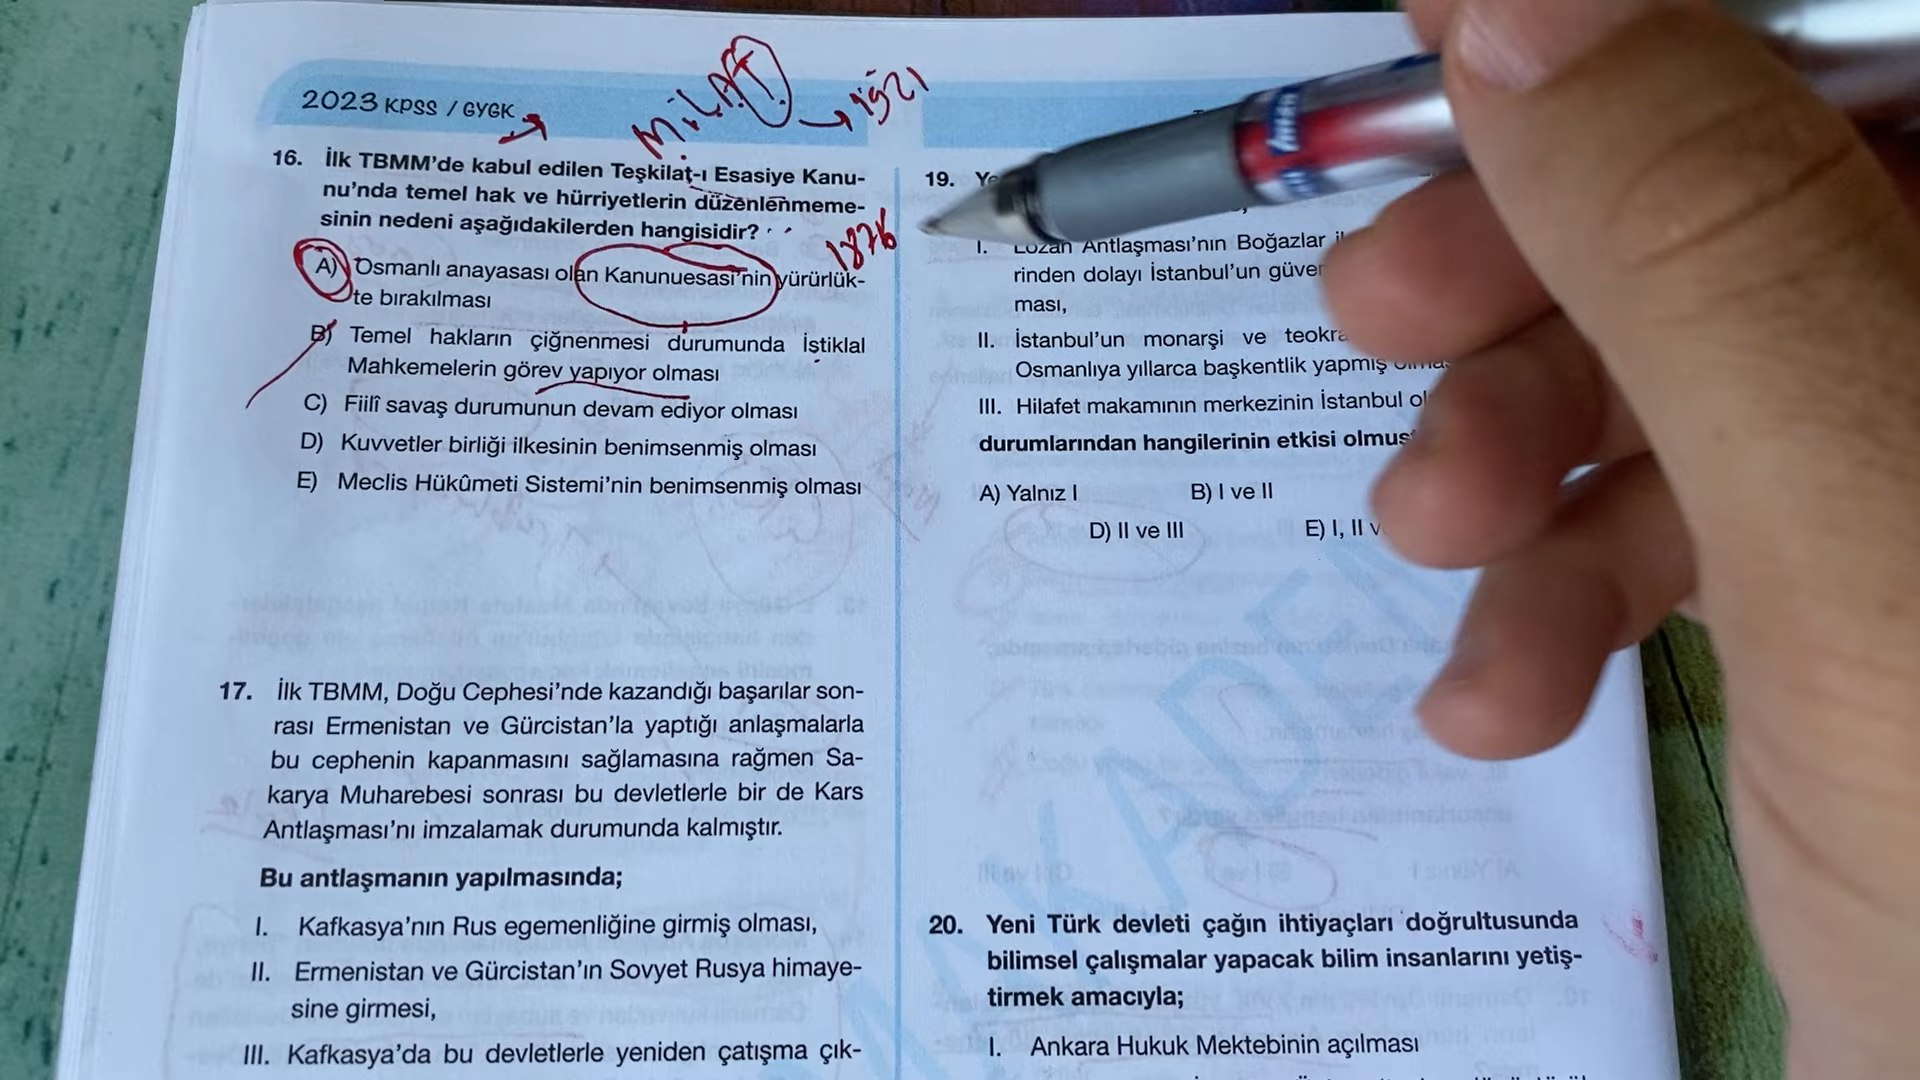 2023 KPSS / GYGK
MİLAT
1921
16. İlk TBMM’de kabul edilen Teşkilat-ı Esasiye Kanu-
nu’nda temel hak ve hürriyetlerin düzenlenmeme-
sinin nedeni aşağıdakilerden hangisidir?
1876
A) Osmanlı anayasası olan Kanunuesasi’nin yürürlük-
te bırakılması
B) Temel hakların çiğnenmesi durumunda İstiklal
Mahkemelerin görev yapıyor olması
C) Fiilî savaş durumunun devam ediyor olması
D) Kuvvetler birliği ilkesinin benimsenmiş olması
E) Meclis Hükûmeti Sistemi’nin benimsenmiş olması
17. İlk TBMM, Doğu Cephesi’nde kazandığı başarılar son-
rası Ermenistan ve Gürcistan’la yaptığı anlaşmalarla
bu cephenin kapanmasını sağlamasına rağmen Sa-
karya Muharebesi sonrası bu devletlerle bir de Kars
Antlaşması’nı imzalamak durumunda kalmıştır.
Bu antlaşmanın yapılmasında;
I. Kafkasya’nın Rus egemenliğine girmiş olması,
II. Ermenistan ve Gürcistan’ın Sovyet Rusya himaye-
sine girmesi,
III. Kafkasya’da bu devletlerle yeniden çatışma çık-
19.
I. Lozan Antlaşması’nın Boğazlar
rinden dolayı İstanbul’un
ması,
II. İstanbul’un monarşi ve
Osmanlıya yıllarca başkentlik yapmış
III. Hilafet makamının merkezinin İstanbul
durumlarından hangilerinin etkisi
A) Yalnız I
B) I ve II
D) II ve III
E) I, II
20. Yeni Türk devleti çağın ihtiyaçları doğrultusunda
bilimsel çalışmalar yapacak bilim insanlarını yetiş-
tirmek amacıyla;
I. Ankara Hukuk Mektebinin açılması